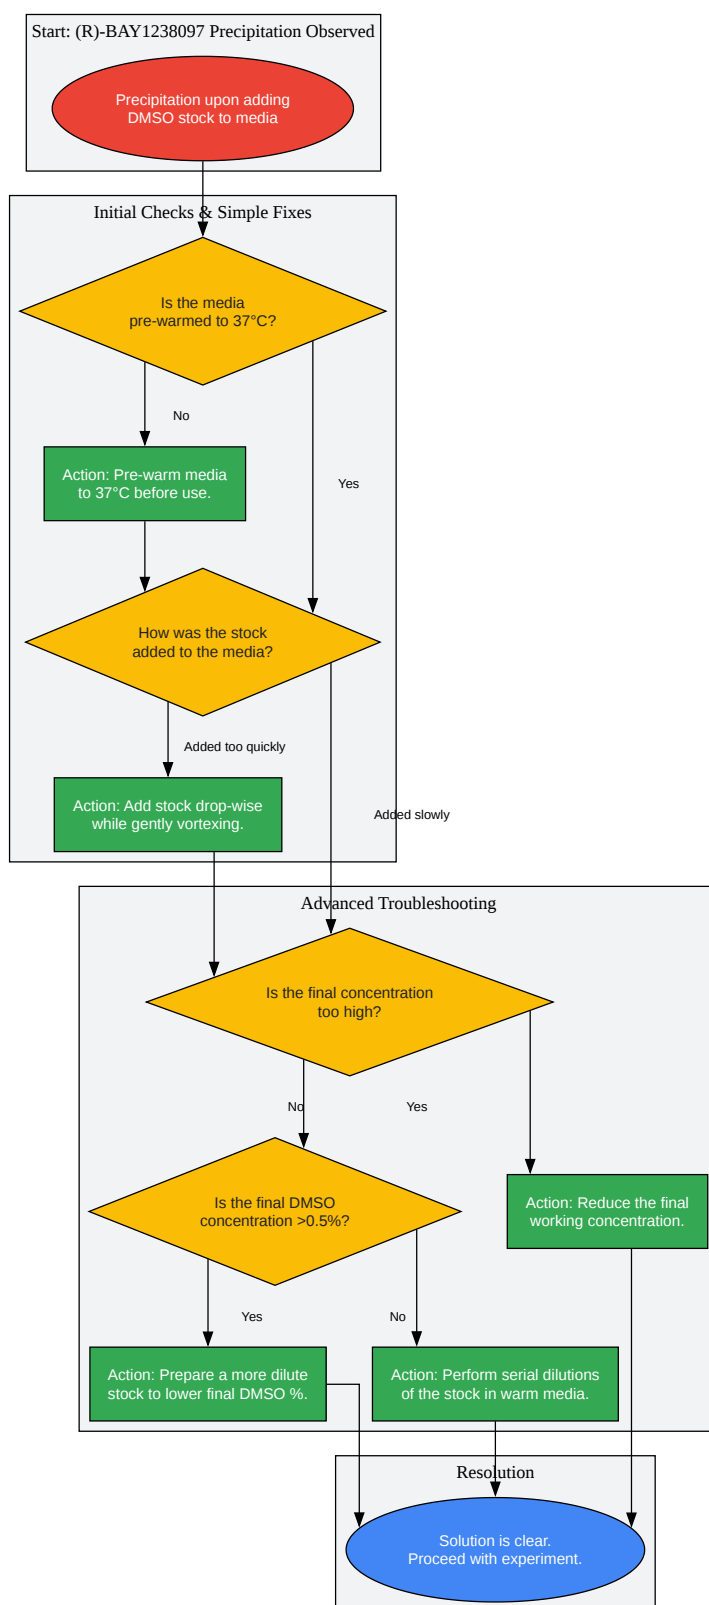 Start: (R)-BAY1238097 Precipitation Observed
Precipitation upon adding
DMSO stock to media
Initial Checks & Simple Fixes
Is the media
pre-warmed to 37°C?
No
Action: Pre-warm media
to 37°C before use.
Yes
How was the stock
added to the media?
Added too quickly
Action: Add stock drop-wise
while gently vortexing.
Added slowly
Advanced Troubleshooting
Is the final concentration
too high?
No
Yes
Is the final DMSO
concentration >0.5%?
Action: Reduce the final
working concentration.
Yes
No
Action: Prepare a more dilute
stock to lower final DMSO %.
Action: Perform serial dilutions
of the stock in warm media.
Resolution
Solution is clear.
Proceed with experiment.